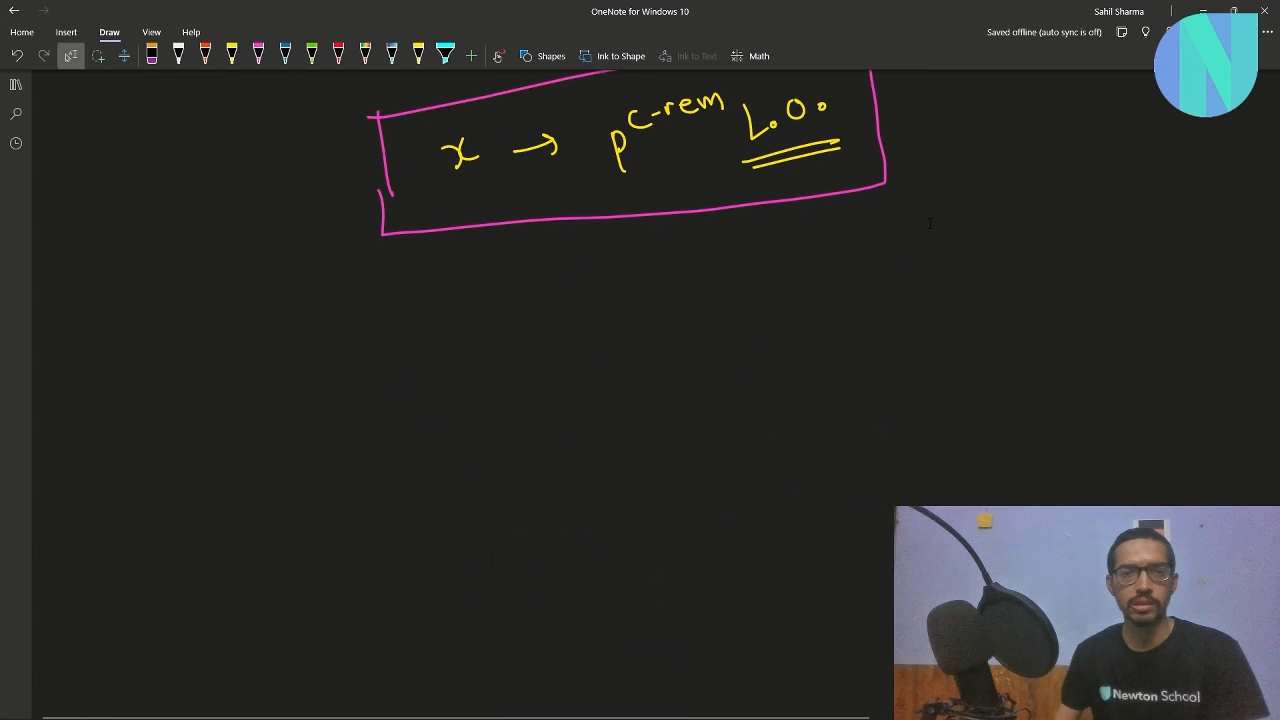 OneNote for Windows 10
Sahil Sharma
Home Insert Draw View Help
Saved offline (auto sync is off)
Shapes Ink to Shape Ink to Text Math
x → p^c-rem L.O.
Newton School